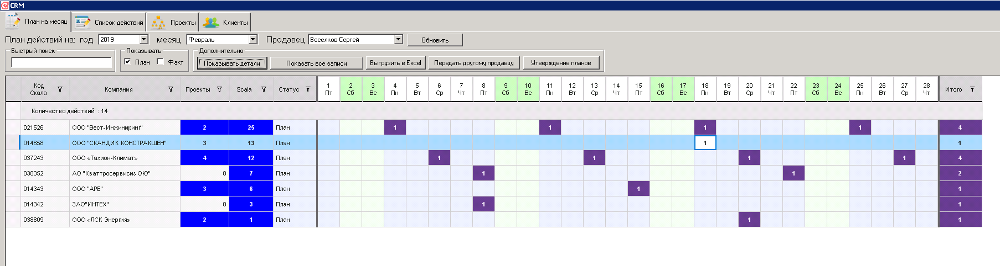 CRM
План на месяц Список действий Проекты Клиенты
План действий на: год 2019 месяц Февраль Продавец Веселков Сергей Обновить
Быстрый поиск Показывать Дополнительно
План Факт Показывать детали Показать все записи Выгрузить в Excel Передать другому продавцу Утверждение планов
Код Скала Компания Проекты Scala Статус 1 Пт 2 Сб 3 Вс 4 Пн 5 Вт 6 Ср 7 Чт 8 Пт 9 Сб 10 Вс 11 Пн 12 Вт 13 Ср 14 Чт 15 Пт 16 Сб 17 Вс 18 Пн 19 Вт 20 Ср 21 Чт 22 Пт 23 Сб 24 Вс 25 Пн 26 Вт 27 Ср 28 Чт Итого
Количество действий : 14
021526 ООО "Вест-Инжиниринг" 2 25 План 1 1 1 1 4
014658 ООО "СКАНДИК КОНСТРАКШЕН" 3 13 План 1 1
037243 ООО «Тахион-Климат» 4 12 План 1 1 1 1 4
038352 АО "Кваттросервисиз ОЮ" 0 7 План 1 1 2
014343 ООО "АРЕ" 3 6 План 1 1
014342 ЗАО"ИНТЕХ" 0 3 План 1 1
038809 ООО «ЛСК Энергия» 2 1 План 1 1